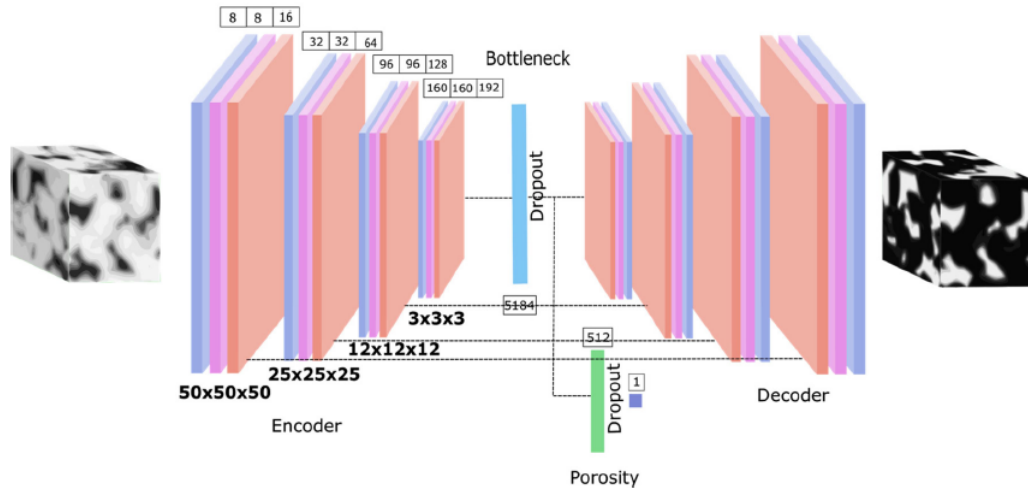 8 8 16
32 32 64
96 96 128
160 160 192
Bottleneck
Dropout
5184
3x3x3
12x12x12
25x25x25
50x50x50
Encoder
512
Dropout
1
Porosity
Decoder